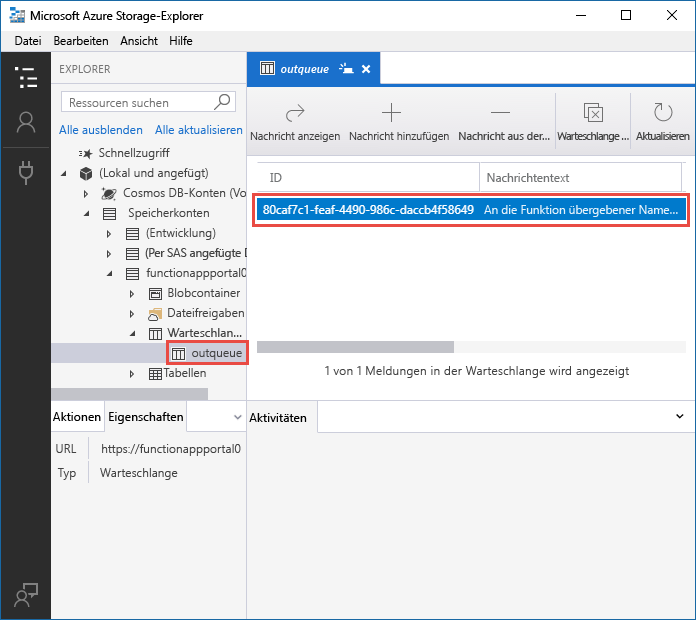 Microsoft Azure Storage-Explorer
Datei Bearbeiten Ansicht Hilfe
EXPLORER
Ressourcen suchen
Alle ausblenden Alle aktualisieren
Schnellzugriff
(Lokal und angefügt)
Cosmos DB-Konten (Vo
Speicherkonten
(Entwicklung)
(Per SAS angefügte D
functionappportal0
Blobcontainer
Dateifreigaben
Warteschlan...
outqueue
Tabellen
Aktionen Eigenschaften
URL https://functionappportal0
Typ Warteschlange
outqueue
Nachricht anzeigen Nachricht hinzufügen Nachricht aus der... Warteschlange ... Aktualisieren
ID Nachrichtentext
80caf7c1-feaf-4490-986c-daccb4f58649 An die Funktion übergebener Name...
1 von 1 Meldungen in der Warteschlange wird angezeigt
Aktivitäten